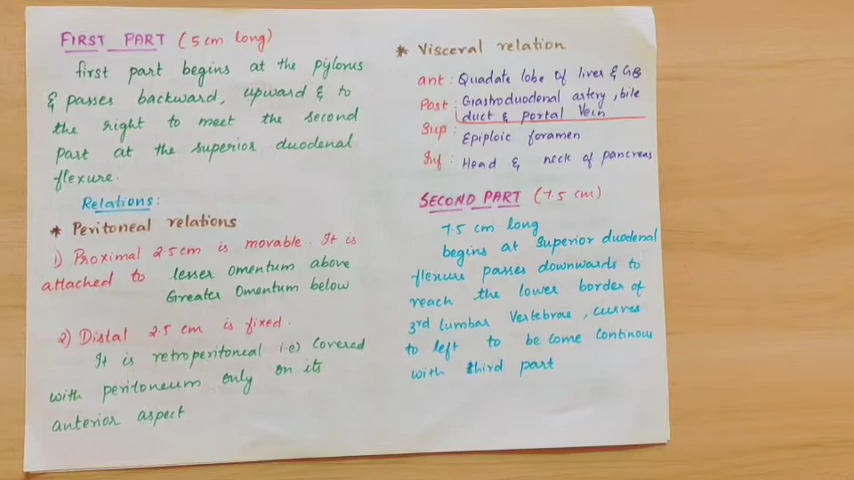 FIRST PART (5 cm long)
first part begins at the pylorus
& passes backward, upward & to
the right to meet the second
part at the superior duodenal
flexure.
Relations:
* Peritoneal relations
1) Proximal 2.5cm is movable. It is
attached to lesser omentum above
Greater Omentum below
2) Distal 2.5 cm is fixed.
It is retroperitoneal i.e) Covered
with peritoneum only on its
anterior aspect
* Visceral relation
ant: Quadate lobe of liver & GB
Post: Gastroduodenal artery, bile
duct & Portal Vein
Sup: Epiploic foramen
Inf: Head & neck of pancreas
SECOND PART (7.5 cm)
7.5 cm long
begins at Superior duodenal
flexure passes downwards to
reach the lower border of
3rd lumbar Vertebrae, curves
to left to be come continous
with third part